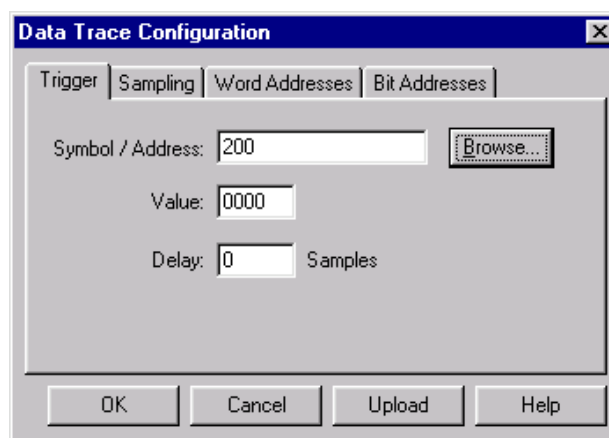 Data Trace Configuration
Trigger Sampling Word Addresses Bit Addresses
Symbol / Address: 200 Browse...
Value: 0000
Delay: 0 Samples
OK Cancel Upload Help